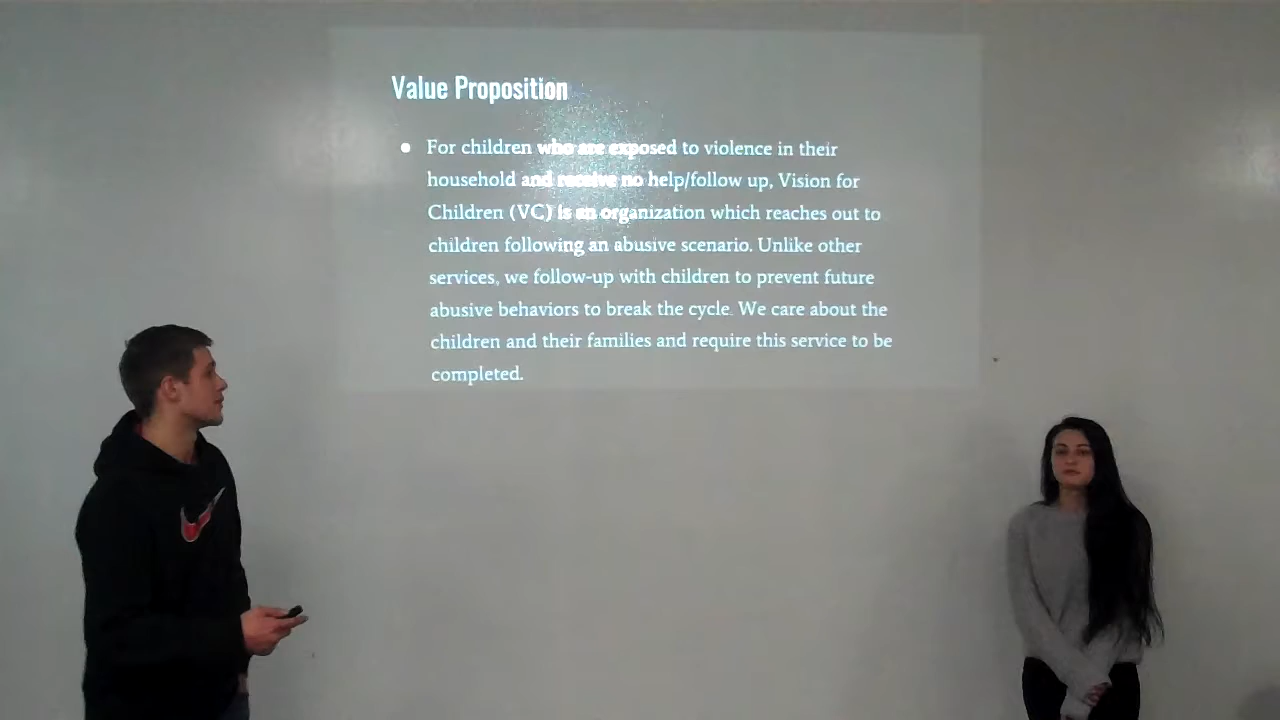 Value Proposition
● For children who are exposed to violence in their
household and receive no help/follow up, Vision for
Children (VC) is an organization which reaches out to
children following an abusive scenario. Unlike other
services, we follow-up with children to prevent future
abusive behaviors to break the cycle. We care about the
children and their families and require this service to be
completed.